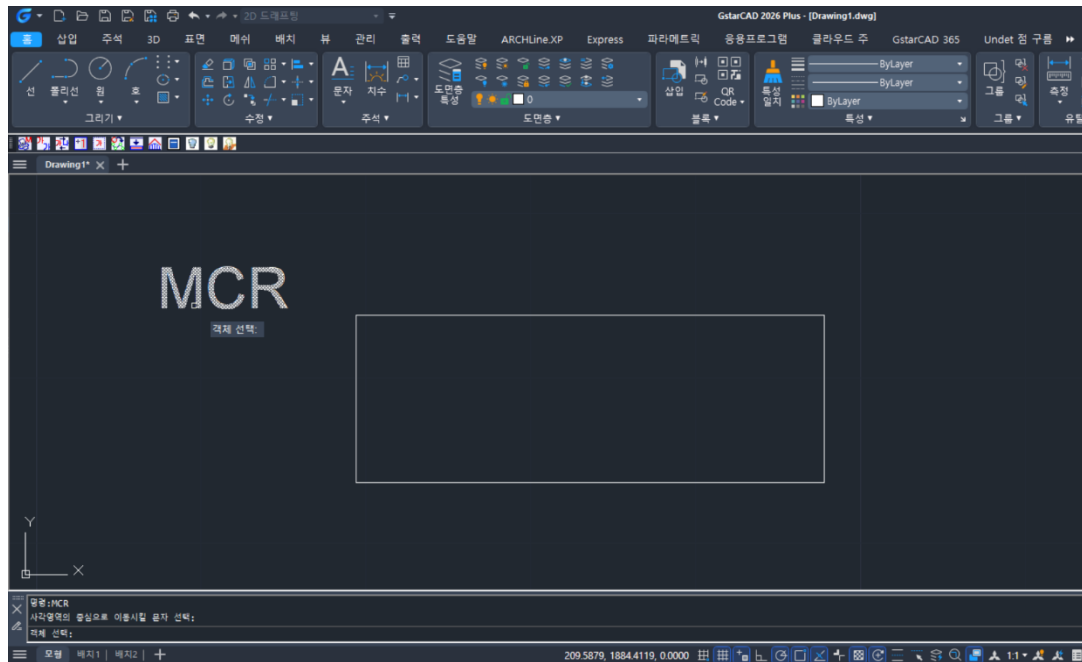 2D 드래프팅
GstarCAD 2026 Plus - [Drawing1.dwg]
홈 삽입 주석 3D 표면 메쉬 배치 뷰 관리 출력 도움말 ARCHLine.XP Express 파라메트릭 응용프로그램 클라우드 주 GstarCAD 365 Undet 점 구름
선 폴리선 원 호
문자 치수
도면층
특성
0
삽입 QR
Code
특성
일치
ByLayer
ByLayer
ByLayer
그룹 측정
그리기 수정 주석 도면층 블록 특성 그룹 유틸
Drawing1*
MCR
객체 선택:
Y
X
명령:MCR
사각영역의 중심으로 이동시킬 문자 선택:
객체 선택:
모형 배치1 | 배치2 |
209.5879, 1884.4119, 0.0000
1:1